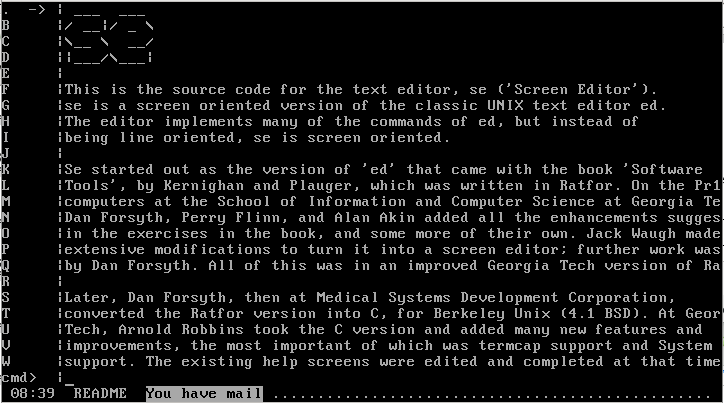 .  -> | ___  ___
B      |/ __|/ _ \
C      |\__ \  __/
D      ||___/\___|
E      |
F      |This is the source code for the text editor, se ('Screen Editor').
G      |se is a screen oriented version of the classic UNIX text editor ed.
H      |The editor implements many of the commands of ed, but instead of
I      |being line oriented, se is screen oriented.
J      |
K      |Se started out as the version of 'ed' that came with the book 'Software
L      |Tools', by Kernighan and Plauger, which was written in Ratfor. On the Pr1
M      |computers at the School of Information and Computer Science at Georgia Te
N      |Dan Forsyth, Perry Flinn, and Alan Akin added all the enhancements sugges
O      |in the exercises in the book, and some more of their own. Jack Waugh made
P      |extensive modifications to turn it into a screen editor; further work was
Q      |by Dan Forsyth. All of this was in an improved Georgia Tech version of Ra
R      |
S      |Later, Dan Forsyth, then at Medical Systems Development Corporation,
T      |converted the Ratfor version into C, for Berkeley Unix (4.1 BSD). At Geor
U      |Tech, Arnold Robbins took the C version and added many new features and
V      |improvements, the most important of which was termcap support and System
W      |support. The existing help screens were edited and completed at that time
cmd>   |_
08:39  README  You have mail ................................................